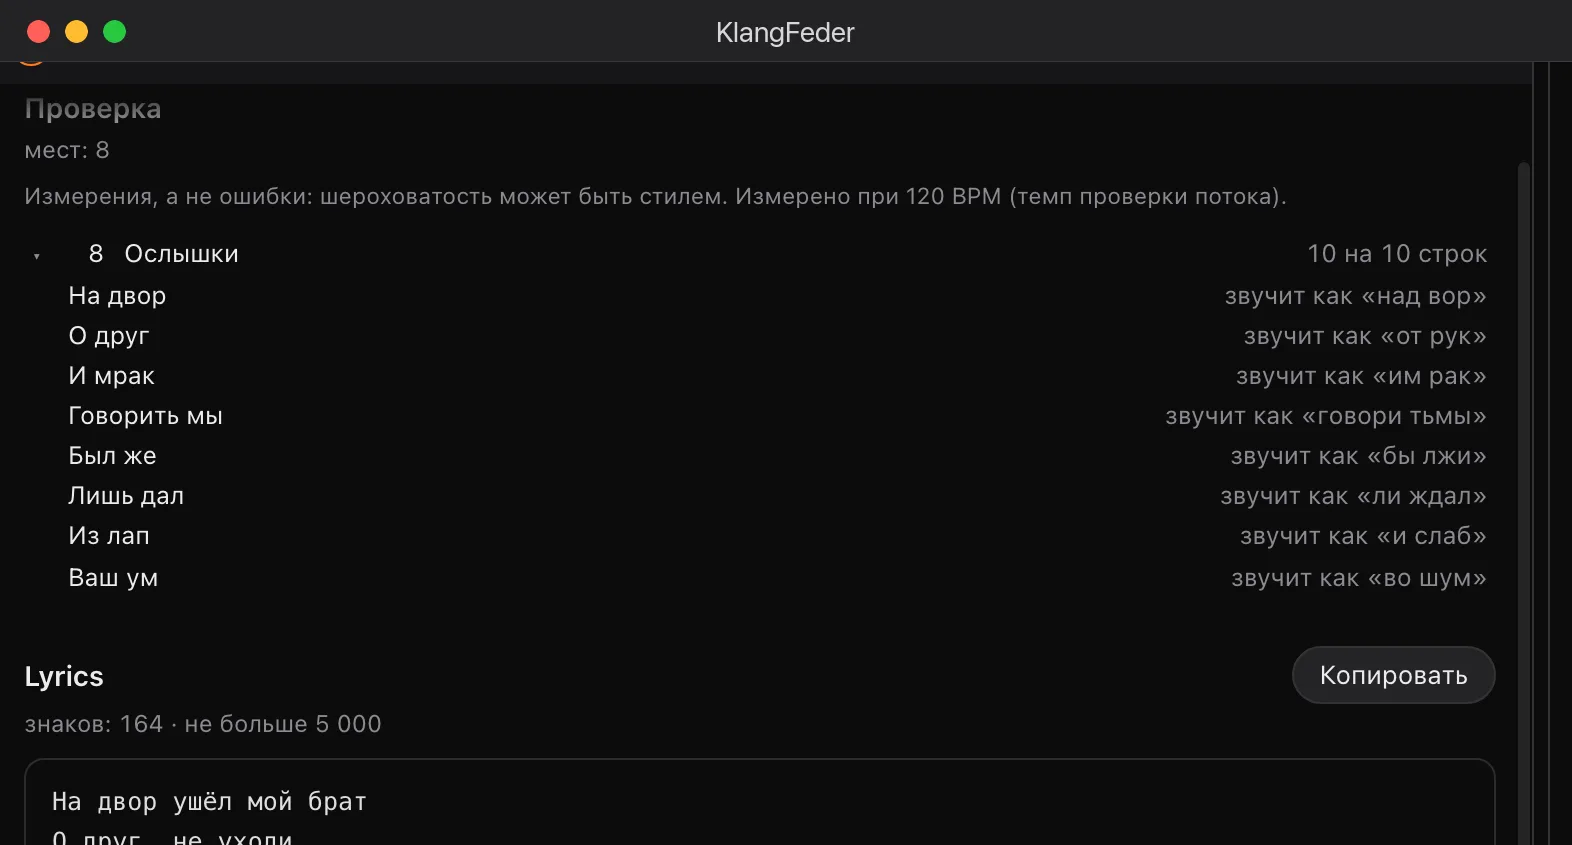 KlangFeder
Проверка
мест: 8
Измерения, а не ошибки: шероховатость может быть стилем. Измерено при 120 BPM (темп проверки потока).
8 Ослышки 10 на 10 строк
На двор звучит как «над вор»
О друг звучит как «от рук»
И мрак звучит как «им рак»
Говорить мы звучит как «говори тьмы»
Был же звучит как «бы лжи»
Лишь дал звучит как «ли ждал»
Из лап звучит как «и слаб»
Ваш ум звучит как «во шум»
Lyrics Копировать
знаков: 164 · не больше 5 000
На двор ушёл мой брат
О друг, не уходи